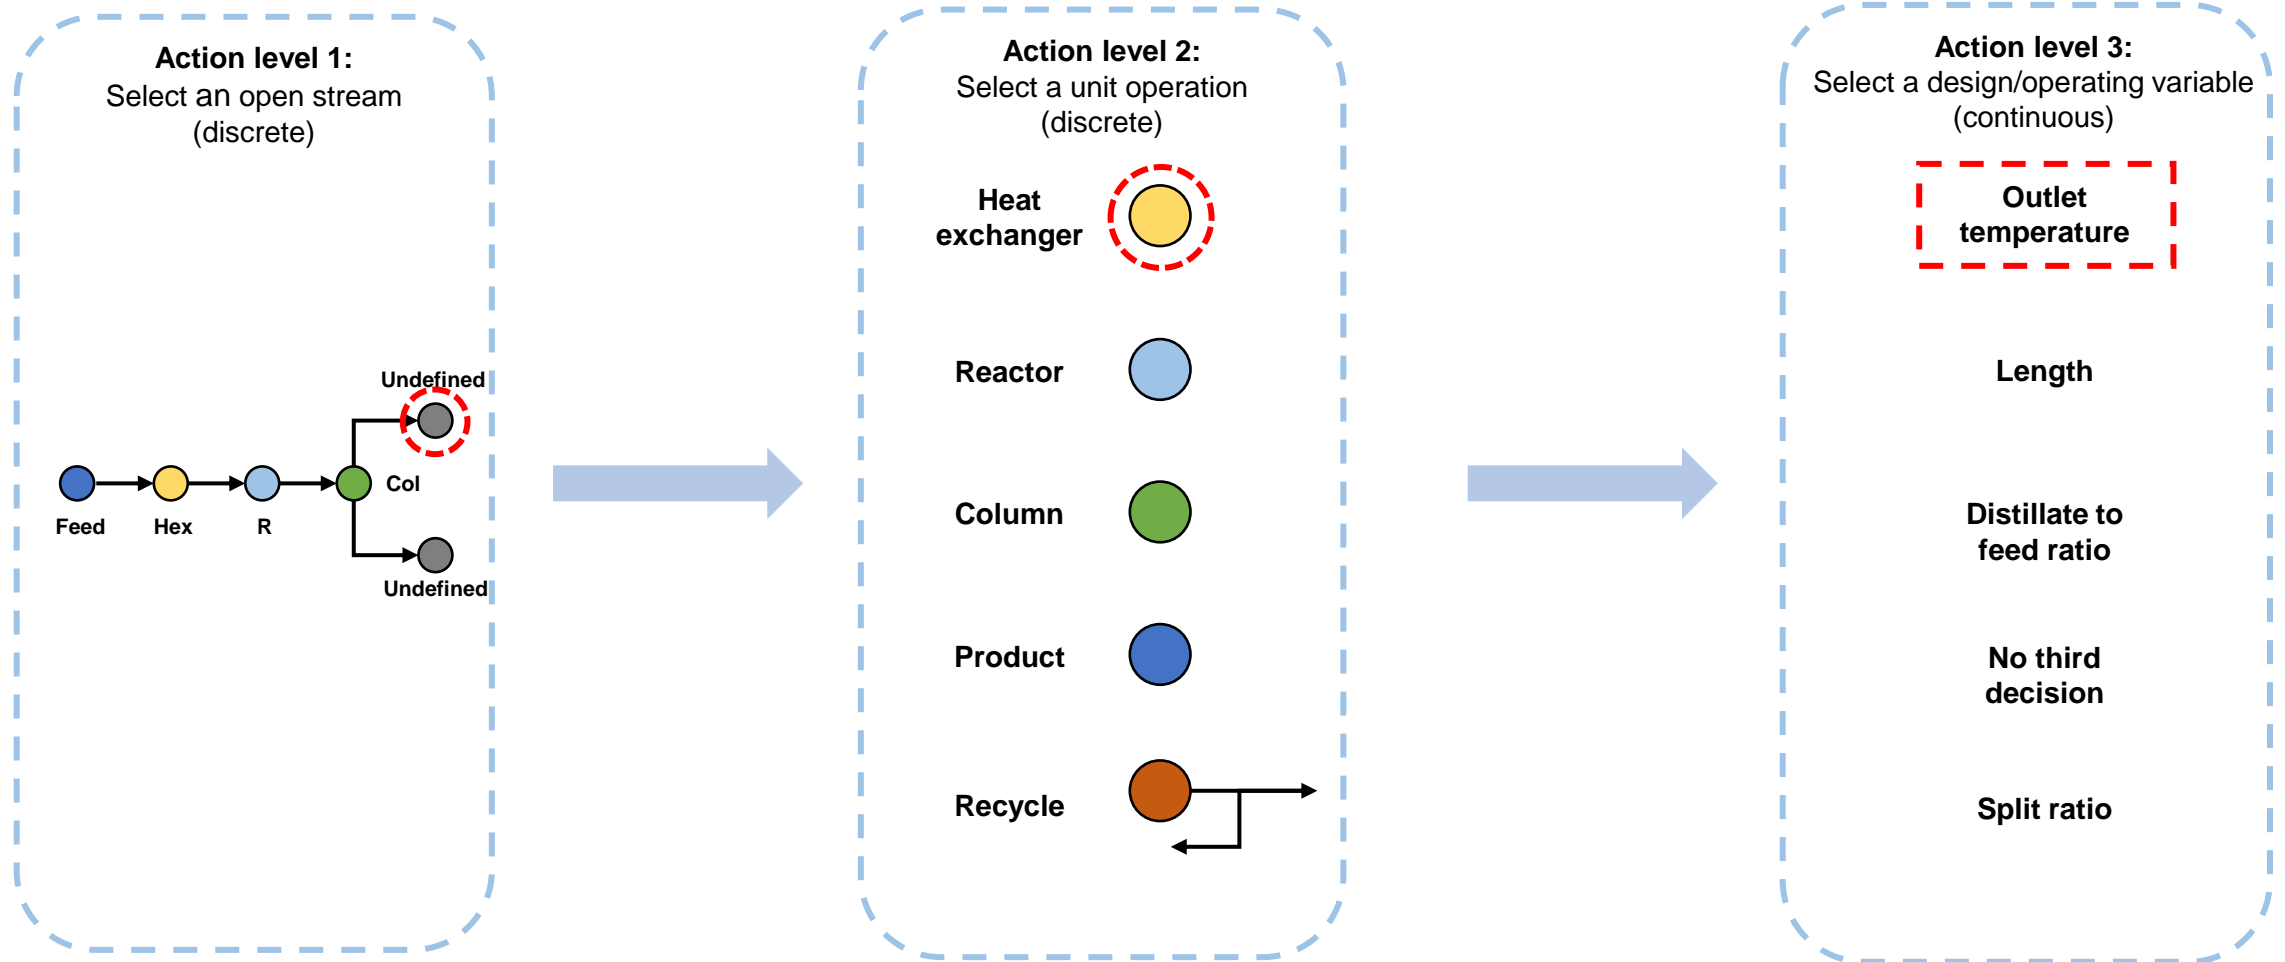 Action level 1:
Select an open stream
(discrete)
Undefined
Col
Feed
Hex
R
Undefined
Action level 2:
Select a unit operation
(discrete)
Heat
exchanger
Reactor
Column
Product
Recycle
Action level 3:
Select a design/operating variable
(continuous)
Outlet
temperature
Length
Distillate to
feed ratio
No third
decision
Split ratio